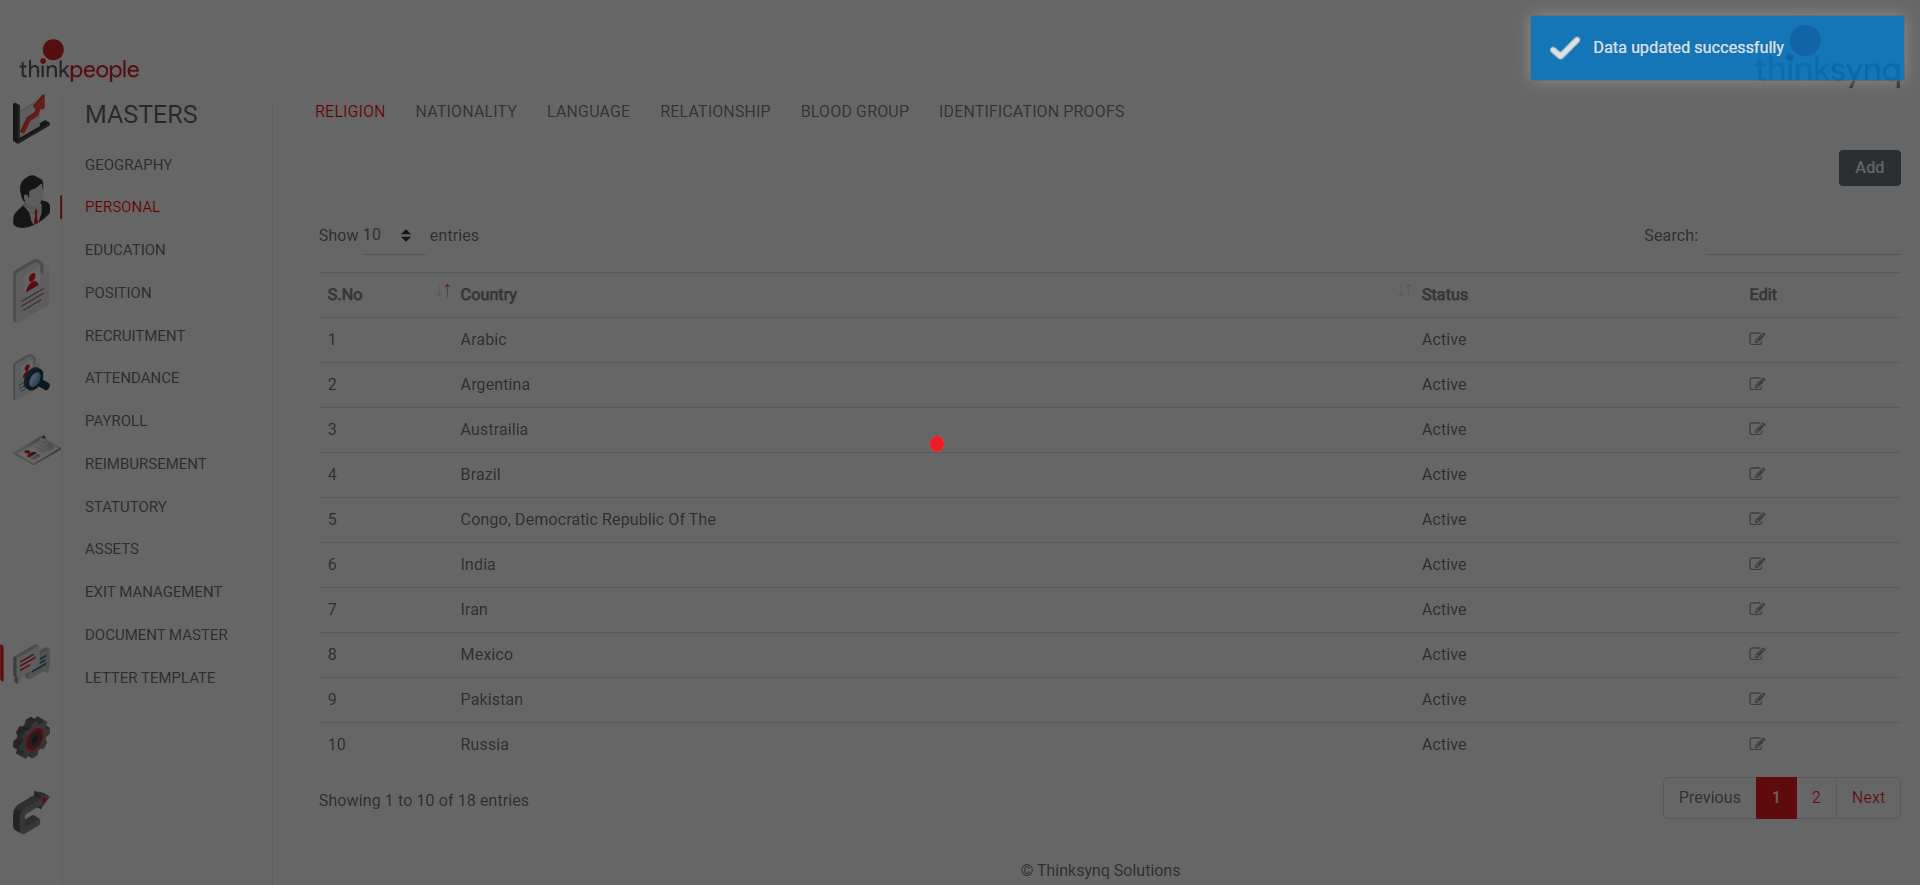 thinkpeople
Data updated successfully
thinksynq
MASTERS
GEOGRAPHY
PERSONAL
EDUCATION
POSITION
RECRUITMENT
ATTENDANCE
PAYROLL
REIMBURSEMENT
STATUTORY
ASSETS
EXIT MANAGEMENT
DOCUMENT MASTER
LETTER TEMPLATE
RELIGION NATIONALITY LANGUAGE RELATIONSHIP BLOOD GROUP IDENTIFICATION PROOFS
Add
Show 10 entries Search:
S.No Country Status Edit
1 Arabic Active
2 Argentina Active
3 Austrailia Active
4 Brazil Active
5 Congo, Democratic Republic Of The Active
6 India Active
7 Iran Active
8 Mexico Active
9 Pakistan Active
10 Russia Active
Showing 1 to 10 of 18 entries Previous 1 2 Next
© Thinksynq Solutions